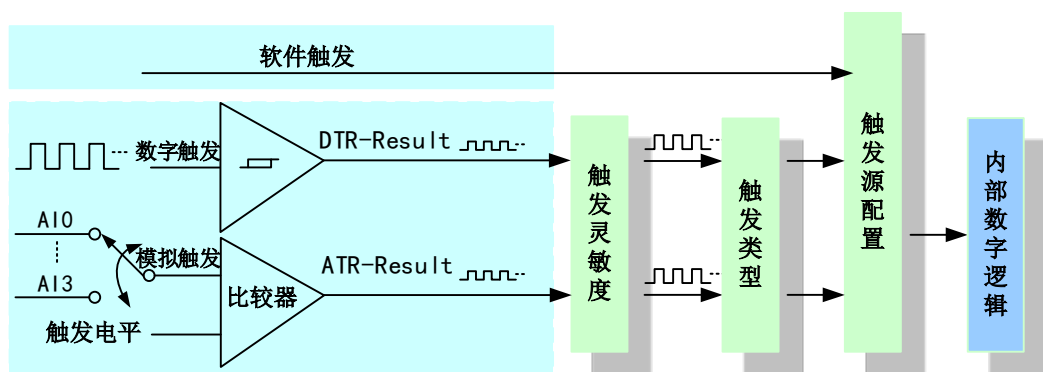 软件触发
数字触发
DTR-Result
AI0
AI3
模拟触发
触发电平
比较器
ATR-Result
触发灵敏度
触发类型
触发源配置
内部数字逻辑